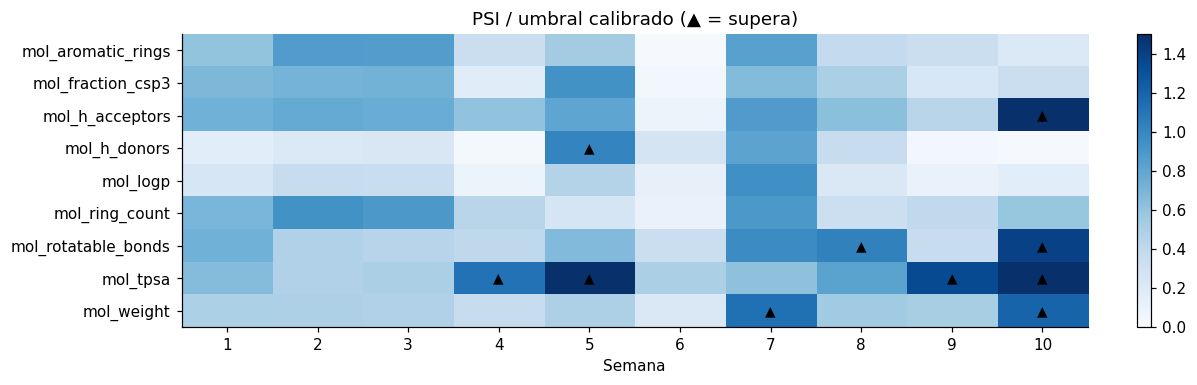 PSI / umbral calibrado (▲ = supera)
mol_aromatic_rings
mol_fraction_csp3
mol_h_acceptors
mol_h_donors
mol_logp
mol_ring_count
mol_rotatable_bonds
mol_tpsa
mol_weight
1 2 3 4 5 6 7 8 9 10
Semana
1.4
1.2
1.0
0.8
0.6
0.4
0.2
0.0